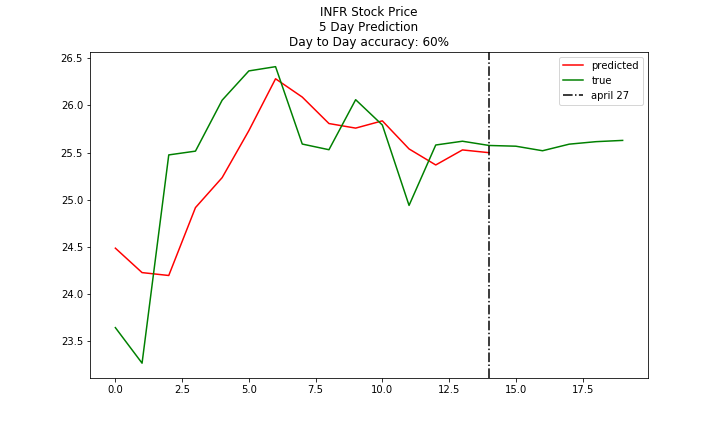 INFR Stock Price
5 Day Prediction
Day to Day accuracy: 60%
predicted
true
april 27
26.5
26.0
25.5
25.0
24.5
24.0
23.5
0.0 2.5 5.0 7.5 10.0 12.5 15.0 17.5